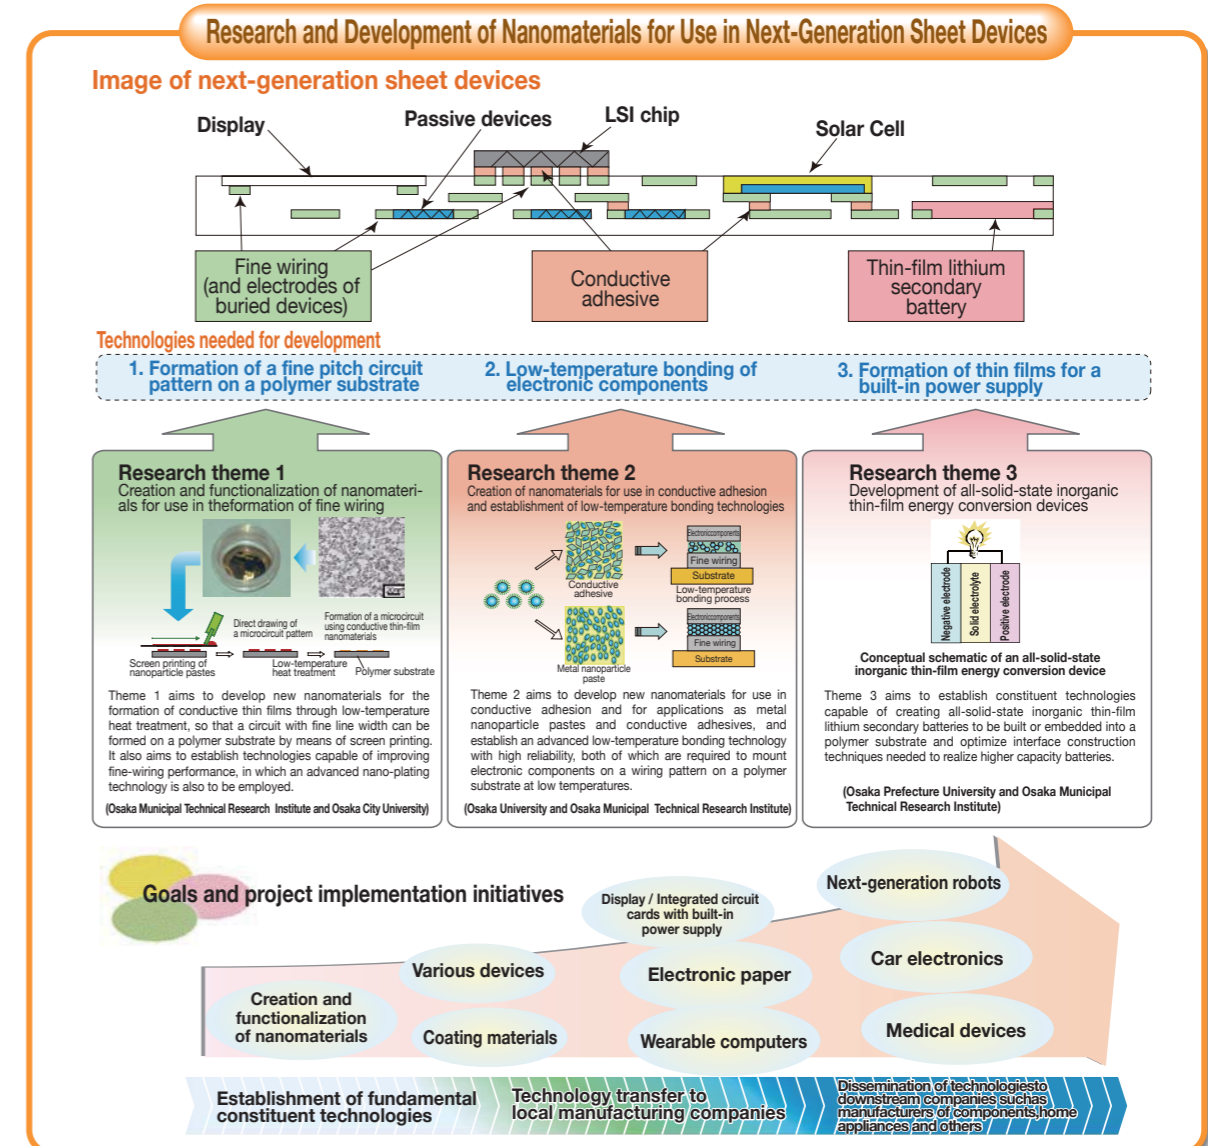 Research and Development of Nanomaterials for Use in Next-Generation Sheet Devices
Image of next-generation sheet devices
Display
Passive devices
LSI chip
Solar Cell
Fine wiring
(and electrodes of
buried devices)
Conductive
adhesive
Thin-film lithium
secondary
battery
Technologies needed for development
1. Formation of a fine pitch circuit
pattern on a polymer substrate
2. Low-temperature bonding of
electronic components
3. Formation of thin films for a
built-in power supply
Research theme 1
Creation and functionalization of nanomateri-
als for use in theformation of fine wiring
Direct drawing of
a microcircuit pattern
Formation of a microcircuit
using conductive thin-film
nanomaterials
Screen printing of
nanoparticle pastes
Low-temperature
heat treatment
Polymer substrate
Theme 1 aims to develop new nanomaterials for the
formation of conductive thin films through low-temperature
heat treatment, so that a circuit with fine line width can be
formed on a polymer substrate by means of screen printing.
It also aims to establish technologies capable of improving
fine-wiring performance, in which an advanced nano-plating
technology is also to be employed.
(Osaka Municipal Technical Research Institute and Osaka City University)
Research theme 2
Creation of nanomaterials for use in conductive adhesion
and establishment of low-temperature bonding technologies
Conductive
adhesive
Electroniccomponents
Fine wiring
Substrate
Low-temperature
bonding process
Metal nanoparticle
paste
Electroniccomponents
Fine wiring
Substrate
Theme 2 aims to develop new nanomaterials for use in
conductive adhesion and for applications as metal
nanoparticle pastes and conductive adhesives, and
establish an advanced low-temperature bonding technology
with high reliability, both of which are required to mount
electronic components on a wiring pattern on a polymer
substrate at low temperatures.
(Osaka University and Osaka Municipal Technical Research Institute)
Research theme 3
Development of all-solid-state inorganic
thin-film energy conversion devices
Negative electrode
Solid electrolyte
Positive electrode
Conceptual schematic of an all-solid-state
inorganic thin-film energy conversion device
Theme 3 aims to establish constituent technologies
capable of creating all-solid-state inorganic thin-film
lithium secondary batteries to be built or embedded into a
polymer substrate and optimize interface construction
techniques needed to realize higher capacity batteries.
(Osaka Prefecture University and Osaka Municipal
Technical Research Institute)
Goals and project implementation initiatives
Creation and
functionalization
of nanomaterials
Various devices
Coating materials
Display / Integrated circuit
cards with built-in
power supply
Electronic paper
Wearable computers
Next-generation robots
Car electronics
Medical devices
Establishment of fundamental
constituent technologies
Technology transfer to
local manufacturing companies
Dissemination of technologiesto
downstream companies suchas
manufacturers of components,home
appliances and others